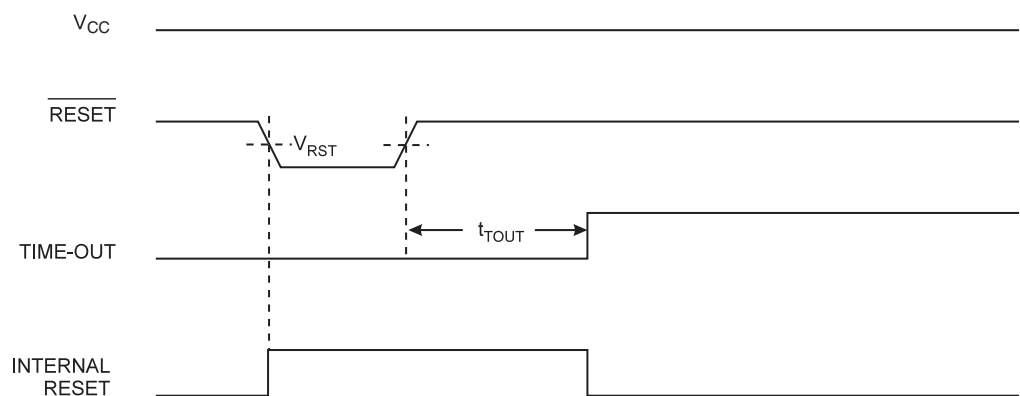 VCC
RESET
VRST
tTOUT
TIME-OUT
INTERNAL
RESET